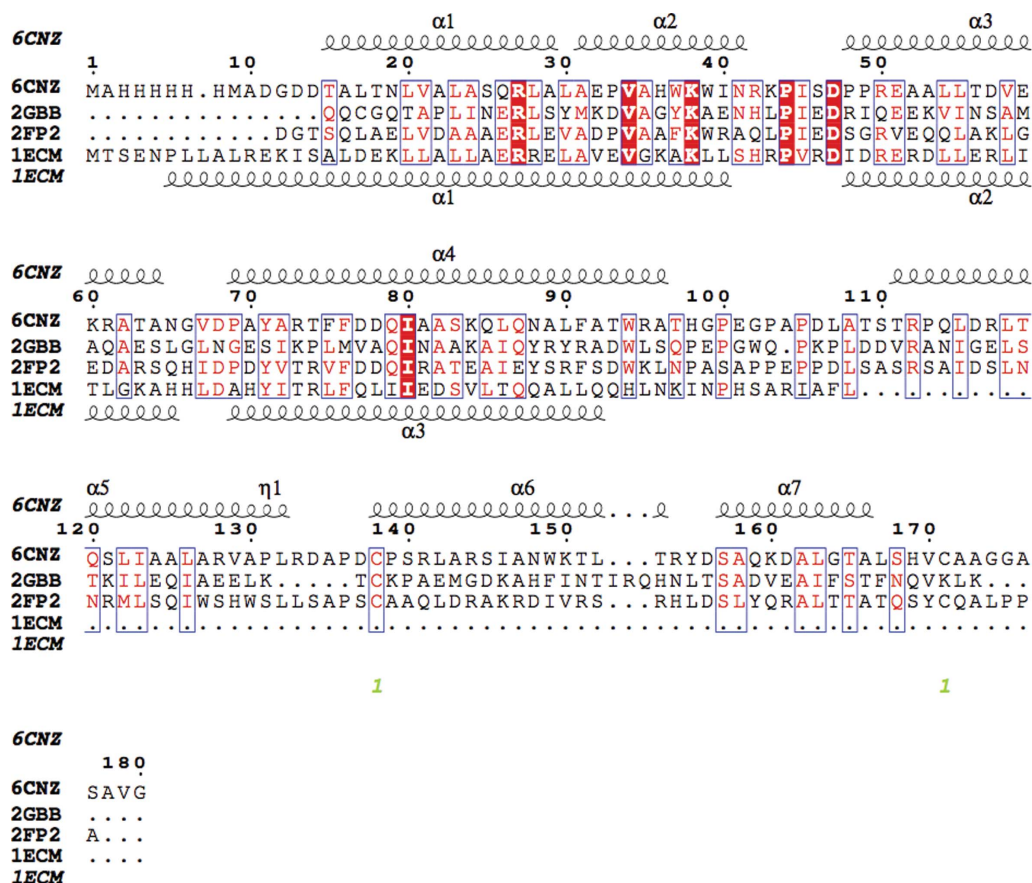 α1 α2 α3
6CNZ
1 10 20 30 40 50
6CNZ MAHHHHHH.HMADGDDTALTNLVALASQRLALAEPVAHWKWINRKPISDPPREAALLTDVE
2GBB ...............QQCGQTAPLINERLSYMKDVAGYKAENHLPIEDRIQEEKVINSAM
2FP2 ............DGTSQLAELVDAAAERLEVADPVAAFKWRAQLPIEDSGRVEQQLAKLG
1ECM MTSENPLLALREKISALDEKLLALLAERRELAVEVGKAKLLSHRPVRDIDRERDLLERLI
1ECM
α1 α2
α4
6CNZ
60 70 80 90 100 110
6CNZ KRATANGVDPAYARTFFDDQIAASKQLQNALFATWRATHGPEGPAPDLATSTRPQLDRLT
2GBB AQAESLGLNGESIKPLMVAQINAAKAIQYRYRADWLSQPEPGWQ.PKPLDDVRANIGELS
2FP2 EDARSQHIDPDYVTRVFDDQIRATEAIEYSRFSDWKLNPASAPPEPPDLSASRSAIDSLN
1ECM TLGKAHHLDAHYITRLFQLIIEDSVLTQQALLQQHLNKINPHSARIAFL...........
1ECM
α3
α5 η1 α6 α7
6CNZ ... .
120 130 140 150 160 170
6CNZ QSLIAALARVAPLRDAPDCPSRLARSIANWKTL...TRYDSAQKDALGTALSHVCAAGGA
2GBB TKILEQIAEELK.....TCKPAEMGDKAHFINTIRQHNLTSADVEAIFSTFNQVKLK...
2FP2 NRMLSQIWSHWSLLSAPSCAAQLDRAKRDIVRS...RHLDSLYQRALTTATQSYCQALPP
1ECM ............................................................
1ECM
1 1
6CNZ
180
6CNZ SAVG
2GBB ....
2FP2 A...
1ECM ....
1ECM